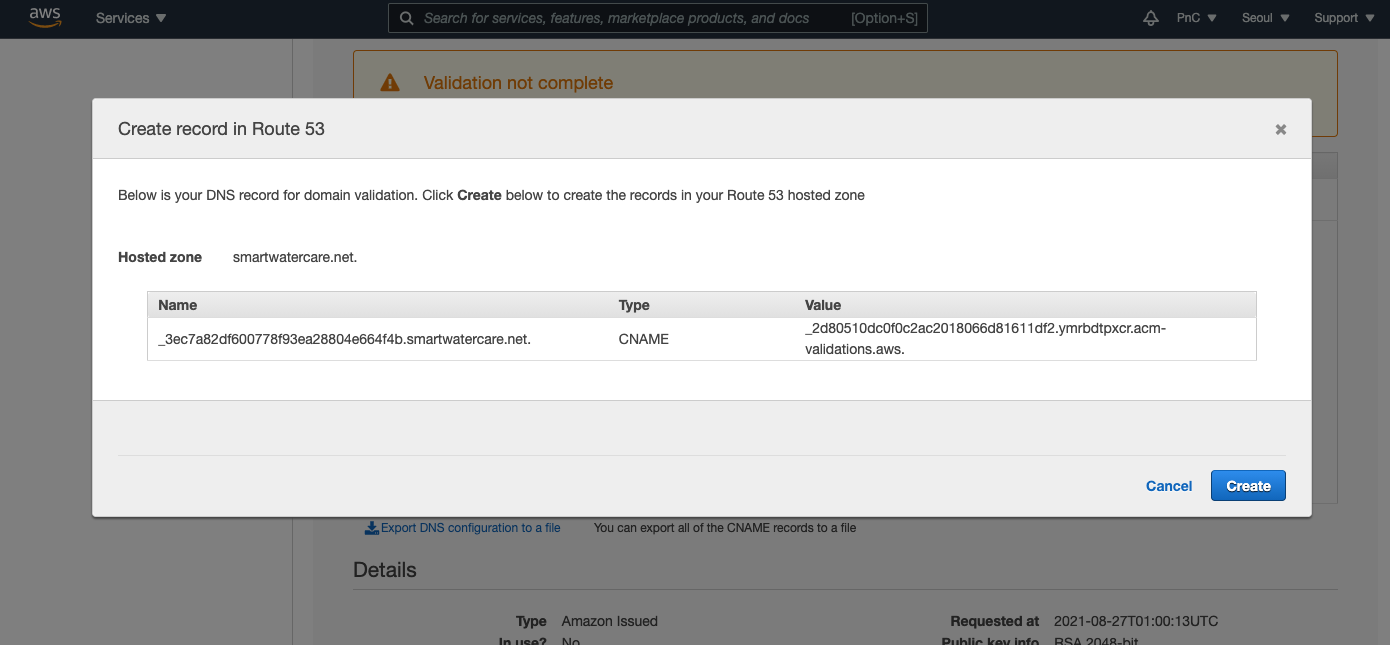 aws Services Search for services, features, marketplace products, and docs [Option+S] PnC Seoul Support
Validation not complete
Create record in Route 53
Below is your DNS record for domain validation. Click Create below to create the records in your Route 53 hosted zone
Hosted zone smartwatercare.net.
Name Type Value
_3ec7a82df600778f93ea28804e664f4b.smartwatercare.net. CNAME _2d80510dc0f0c2ac2018066d81611df2.ymrbdtpxcr.acm-
validations.aws.
Cancel Create
Export DNS configuration to a file You can export all of the CNAME records to a file
Details
Type Amazon Issued Requested at 2021-08-27T01:00:13UTC
In use? No Public key info RSA 2048-bit